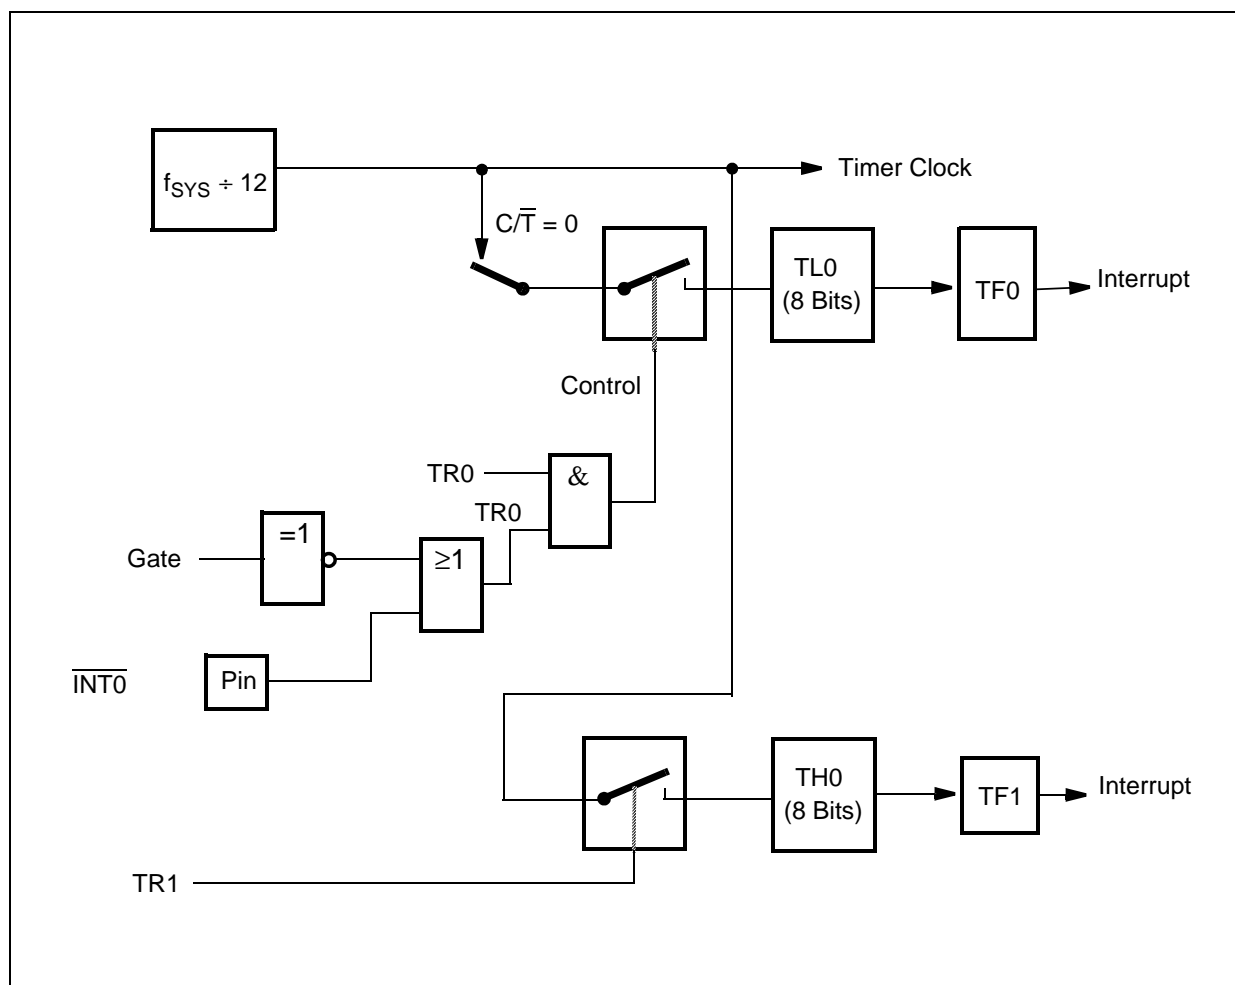 f_SYS ÷ 12
Timer Clock
C/T̅ = 0
TL0
(8 Bits)
TF0
Interrupt
Control
TR0
&
TR0
=1
≥1
Gate
I̅N̅T̅0̅
Pin
TH0
(8 Bits)
TF1
Interrupt
TR1